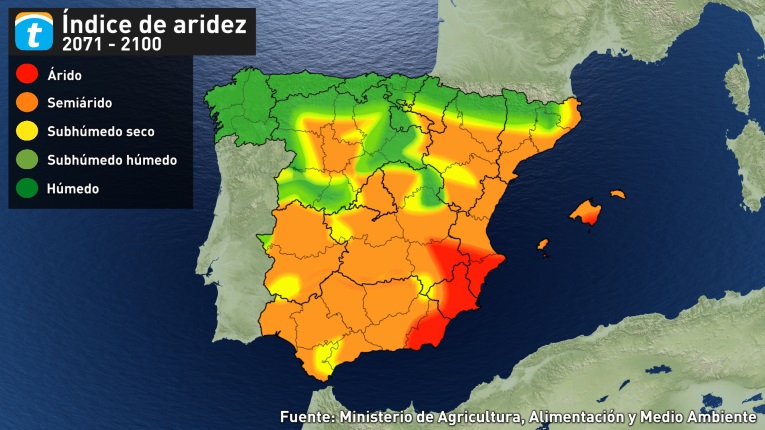 t
Índice de aridez
2071 - 2100
Árido
Semiárido
Subhúmedo seco
Subhúmedo húmedo
Húmedo
Fuente: Ministerio de Agricultura, Alimentación y Medio Ambiente